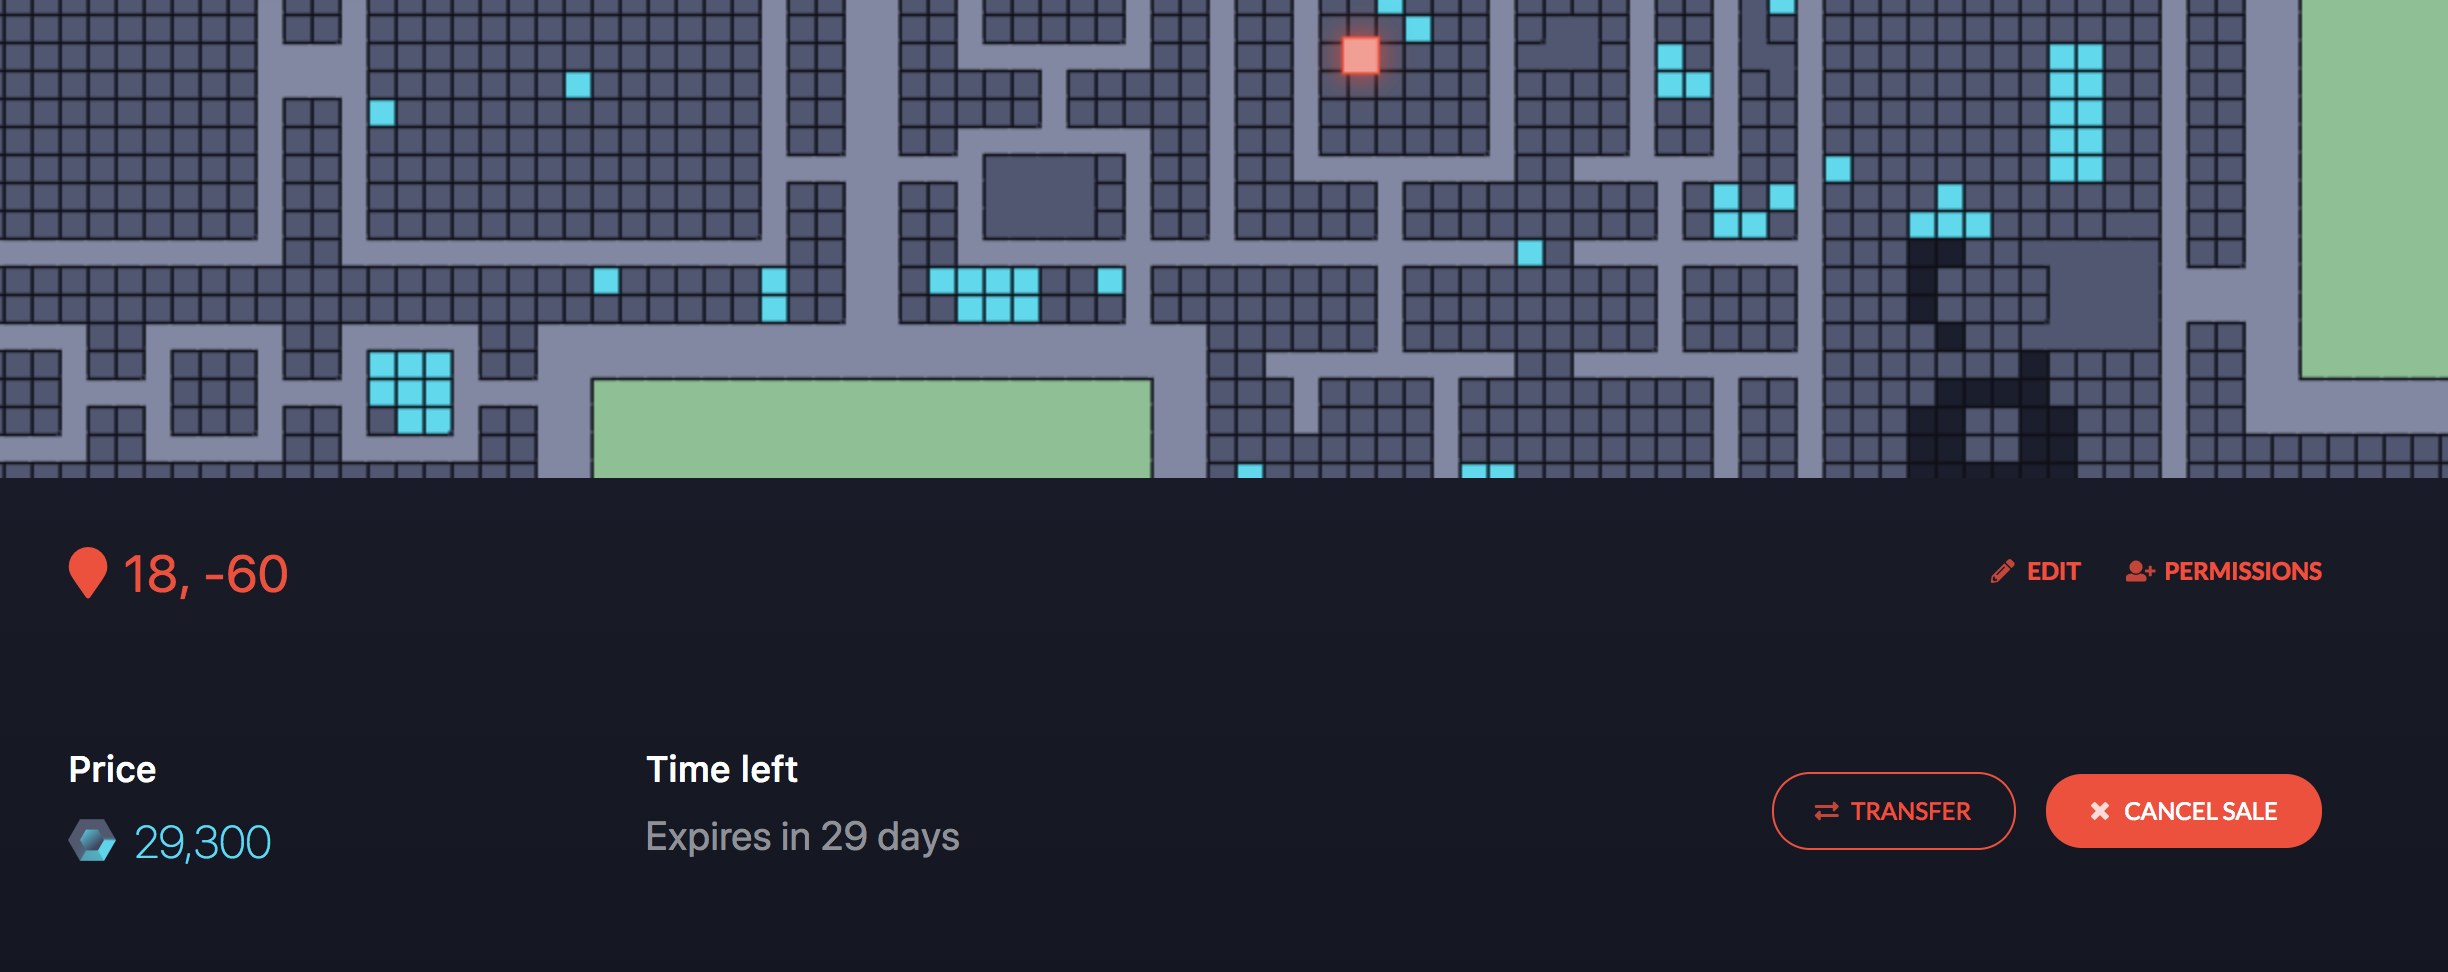 18, -60
EDIT
PERMISSIONS
Price
Time left
29,300
Expires in 29 days
TRANSFER
CANCEL SALE